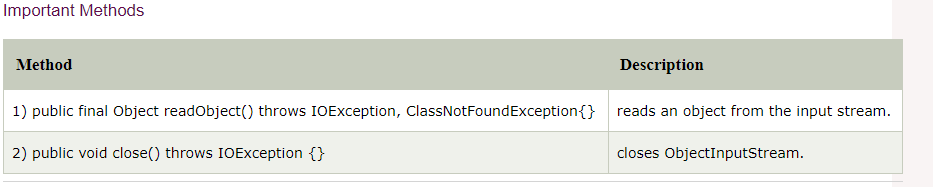 Important Methods
Method Description
1) public final Object readObject() throws IOException, ClassNotFoundException{} reads an object from the input stream.
2) public void close() throws IOException {} closes ObjectInputStream.